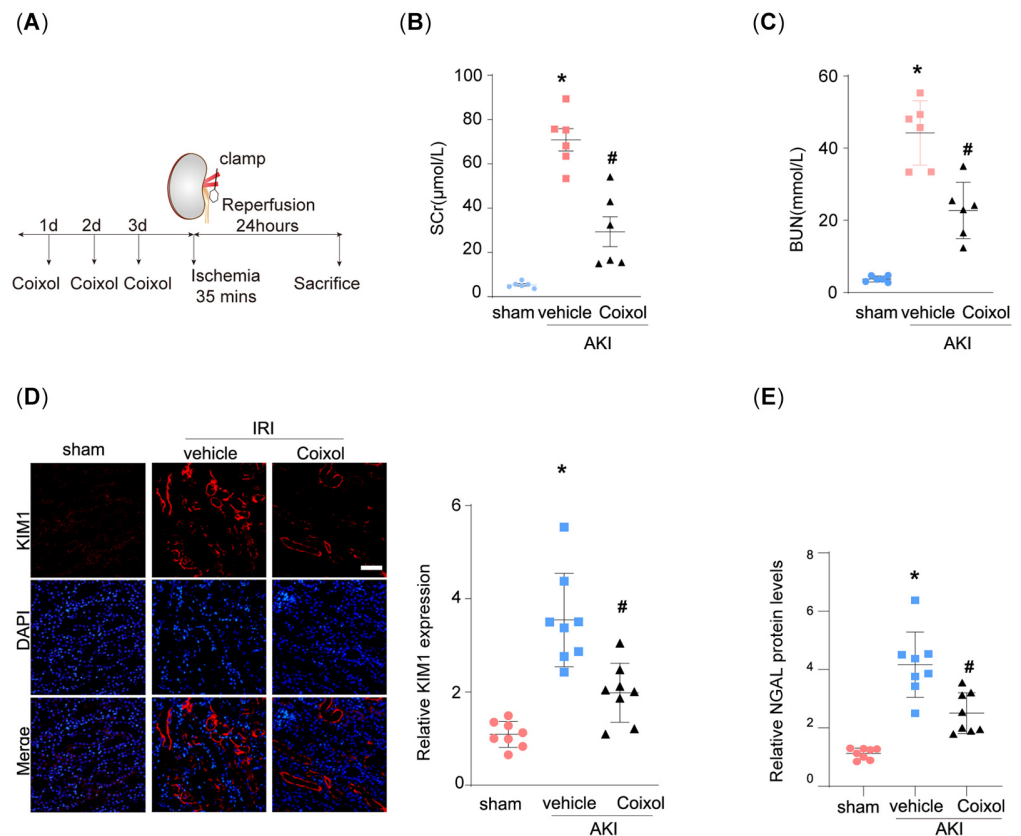 (A)
clamp
Reperfusion
1d 2d 3d 24hours
Coixol Coixol Coixol Ischemia Sacrifice
35 mins
(B)
SCr(μmol/L)
100
80
60
40
20
0
*
#
sham vehicle Coixol
AKI
(C)
BUN(mmol/L)
60
40
20
0
*
#
sham vehicle Coixol
AKI
(D)
IRI
sham vehicle Coixol
KIM1
DAPI
Merge
Relative KIM1 expression
6
4
2
0
*
#
sham vehicle Coixol
AKI
(E)
Relative NGAL protein levels
8
6
4
2
0
*
#
sham vehicle Coixol
AKI